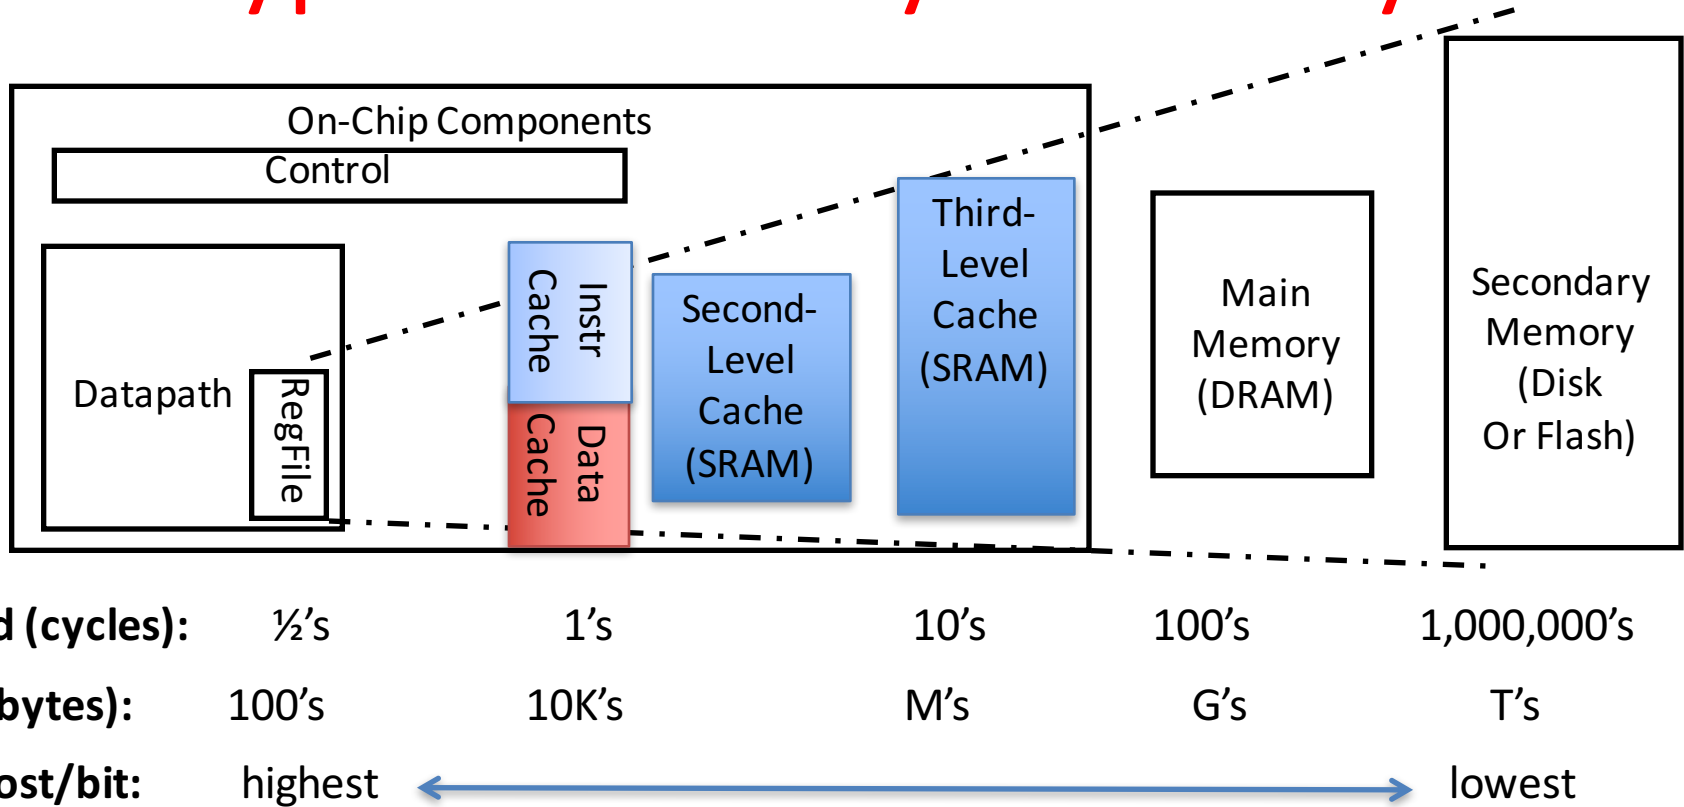 On-Chip Components
Control
Datapath
RegFile
Instr
Cache
Data
Cache
Second-
Level
Cache
(SRAM)
Third-
Level
Cache
(SRAM)
Main
Memory
(DRAM)
Secondary
Memory
(Disk
Or Flash)
(cycles): ½’s 1’s 10’s 100’s 1,000,000’s
bytes): 100’s 10K’s M’s G’s T’s
ost/bit: highest lowest